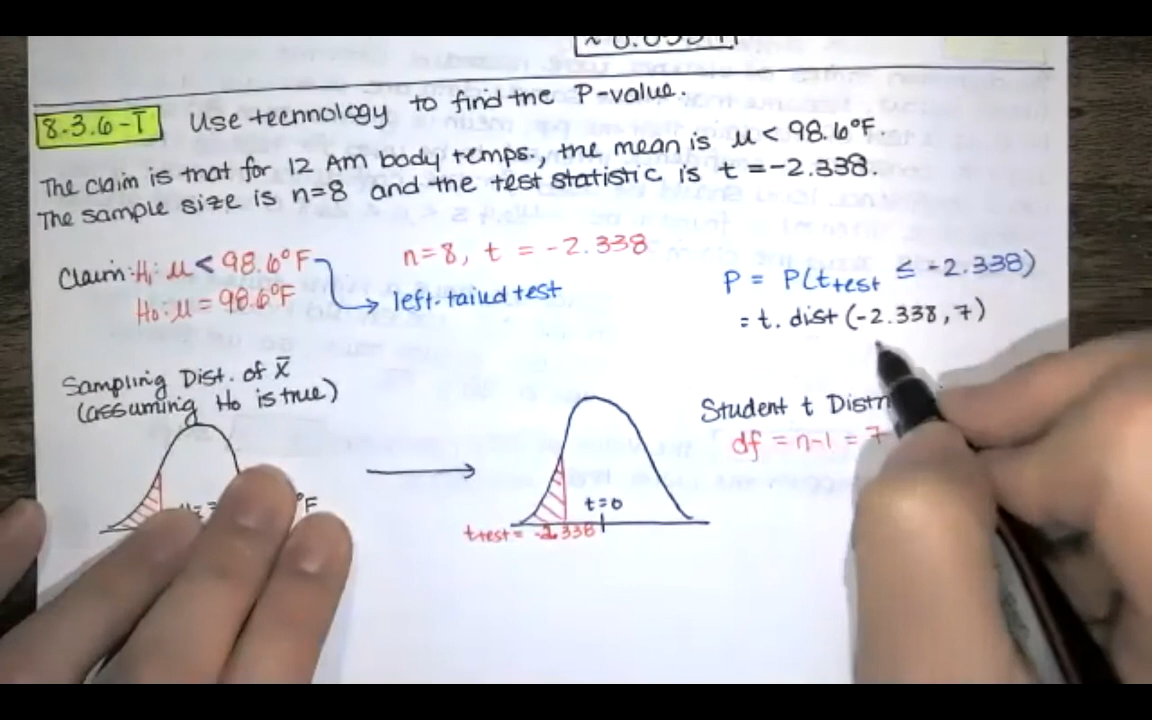 8.3.6-T Use technology to find the P-value.
The claim is that for 12 AM body temps., the mean is μ < 98.6°F
The sample size is n=8 and the test statistic is t = -2.338.
Claim: H₁: μ < 98.6°F
H₀: μ = 98.6°F
left-tailed test
n=8, t = -2.338
P = P(t_test ≤ -2.338)
= t. dist (-2.338, 7)
Sampling Dist. of x̄
(assuming H₀ is true)
°F
t=0
t_test = -2.338
Student t
df = n-1 = 7